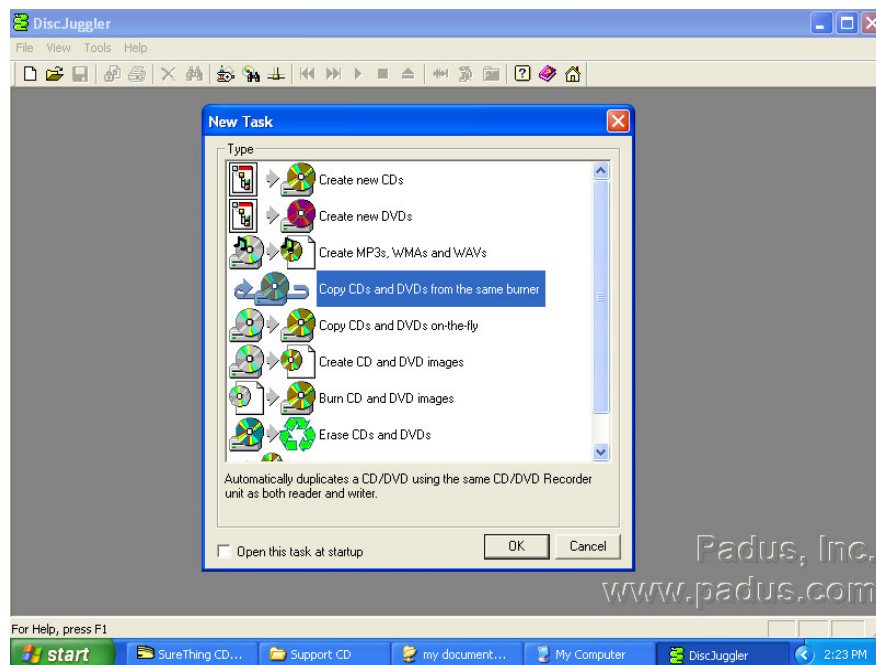 DiscJuggler
File View Tools Help
New Task
Type
Create new CDs
Create new DVDs
Create MP3s, WMAs and WAVs
Copy CDs and DVDs from the same burner
Copy CDs and DVDs on-the-fly
Create CD and DVD images
Burn CD and DVD images
Erase CDs and DVDs
Automatically duplicates a CD/DVD using the same CD/DVD Recorder
unit as both reader and writer.
Open this task at startup
OK Cancel
Padus, Inc.
www.padus.com
For Help, press F1
start SureThing CD... Support CD my document... My Computer DiscJuggler 2:23 PM